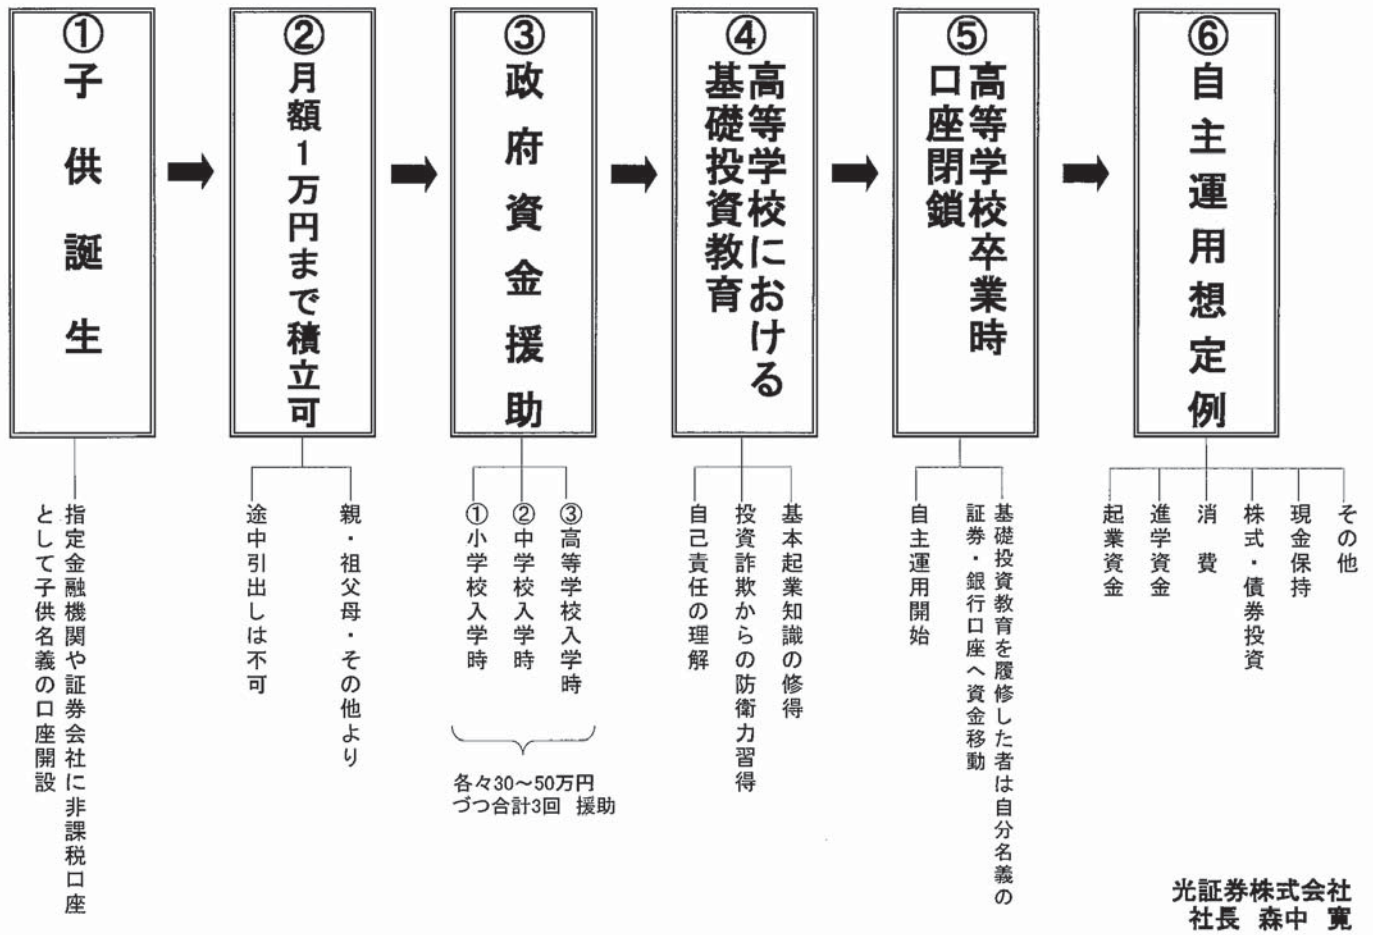 ①子供誕生
指定金融機関や証券会社に非課税口座
として子供名義の口座開設
②月額1万円まで積立可
親・祖父母・その他より
途中引出しは不可
③政府資金援助
①小学校入学時
②中学校入学時
③高等学校入学時
各々30～50万円
づつ合計3回 援助
④高等学校における
基礎投資教育
基本起業知識の修得
投資詐欺からの防衛力習得
自己責任の理解
⑤高等学校卒業時
口座閉鎖
基礎投資教育を履修した者は自分名義の
証券・銀行口座へ資金移動
自主運用開始
⑥自主運用想定例
起業資金
進学資金
消費
株式・債券投資
現金保持
その他
光証券株式会社
社長 森中 寛